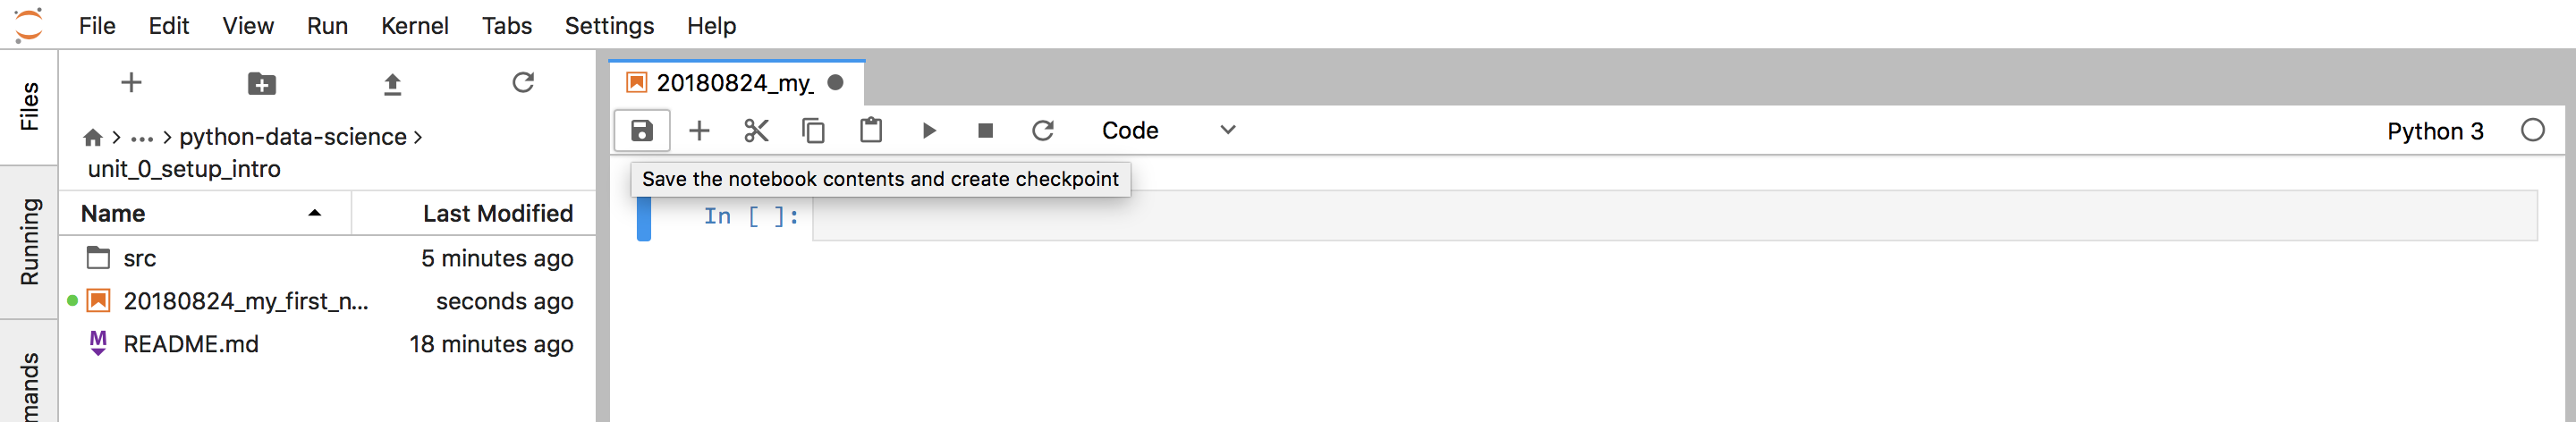 File Edit View Run Kernel Tabs Settings Help
Files
Running
mands
> ... > python-data-science >
unit_0_setup_intro
Name Last Modified
src 5 minutes ago
20180824_my_first_n... seconds ago
M README.md 18 minutes ago
20180824_my_
Code Python 3
Save the notebook contents and create checkpoint
In [ ]: